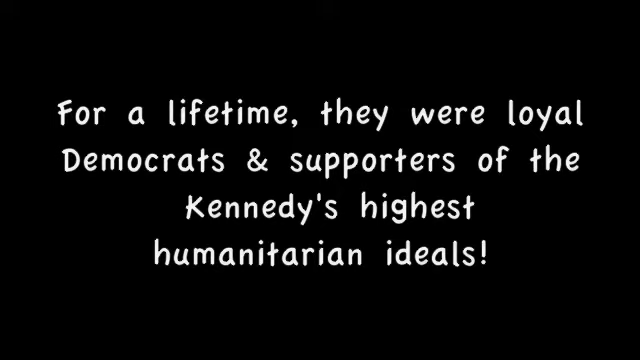 For a lifetime, they were loyal
Democrats & supporters of the
Kennedy's highest
humanitarian ideals!